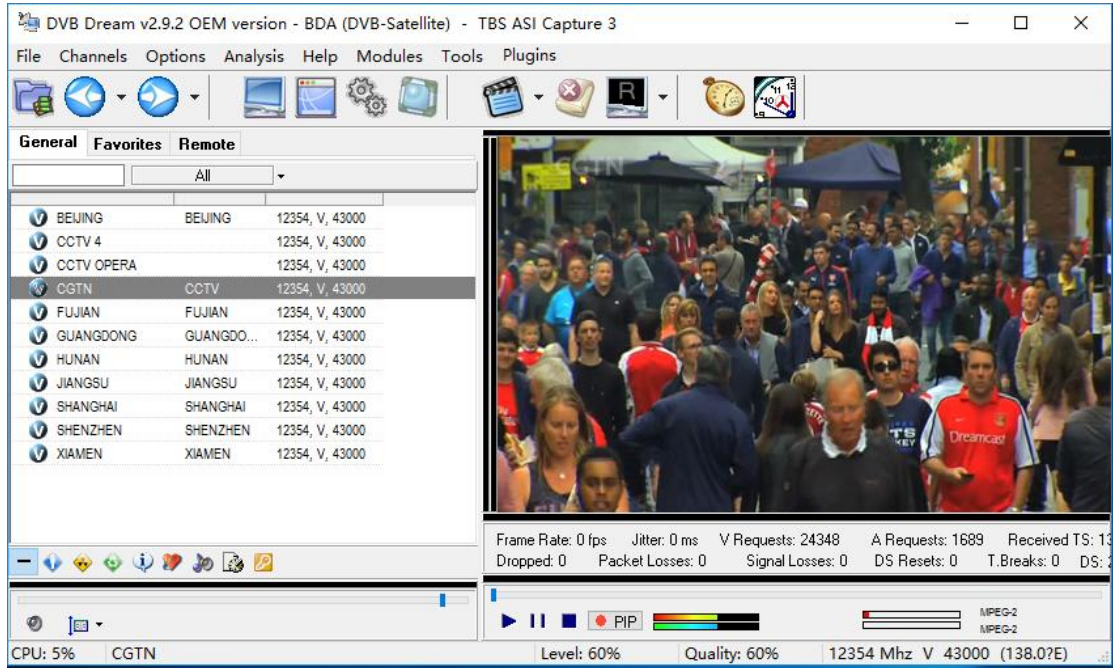 DVB Dream v2.9.2 OEM version - BDA (DVB-Satellite) - TBS ASI Capture 3
File Channels Options Analysis Help Modules Tools Plugins
R
General Favorites Remote
All
BEIJING BEIJING 12354, V, 43000
CCTV 4 12354, V, 43000
CCTV OPERA 12354, V, 43000
CGTN CCTV 12354, V, 43000
FUJIAN FUJIAN 12354, V, 43000
GUANGDONG GUANGDO... 12354, V, 43000
HUNAN HUNAN 12354, V, 43000
JIANGSU JIANGSU 12354, V, 43000
SHANGHAI SHANGHAI 12354, V, 43000
SHENZHEN SHENZHEN 12354, V, 43000
XIAMEN XIAMEN 12354, V, 43000
CGTN
Dreamcast
Frame Rate: 0 fps Jitter: 0 ms V Requests: 24348 A Requests: 1689 Received TS: 13
Dropped: 0 Packet Losses: 0 Signal Losses: 0 DS Resets: 0 T.Breaks: 0 DS:
PIP
MPEG-2
MPEG-2
CPU: 5% CGTN Level: 60% Quality: 60% 12354 Mhz V 43000 (138.0?E)